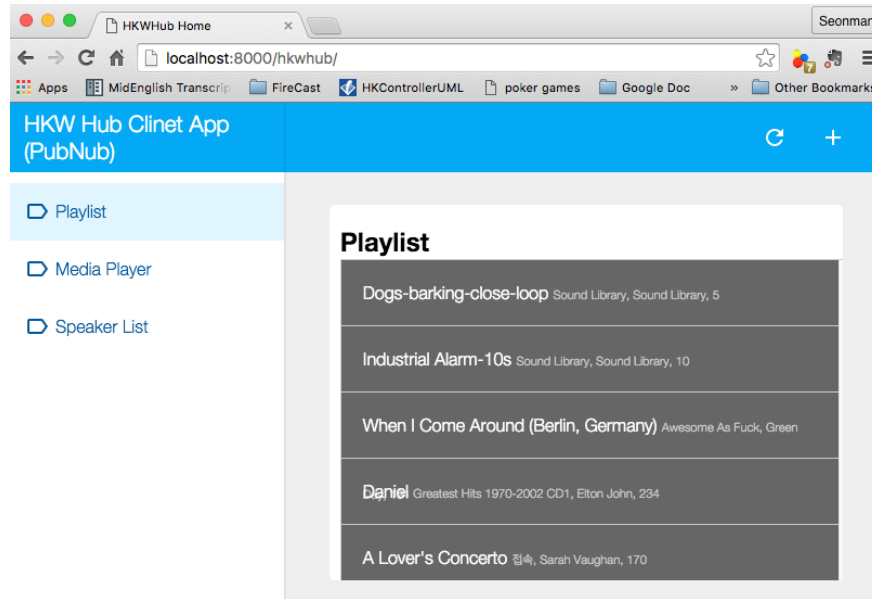 HKWHub Home
Seonman
localhost:8000/hkwhub/
Apps MidEnglish Transcrip FireCast HKControllerUML poker games Google Doc » Other Bookmarks
HKW Hub Clinet App
(PubNub)
Playlist
Media Player
Speaker List
Playlist
Dogs-barking-close-loop Sound Library, Sound Library, 5
Industrial Alarm-10s Sound Library, Sound Library, 10
When I Come Around (Berlin, Germany) Awesome As Fuck, Green
Daniel Greatest Hits 1970-2002 CD1, Elton John, 234
A Lover's Concerto 접속, Sarah Vaughan, 170